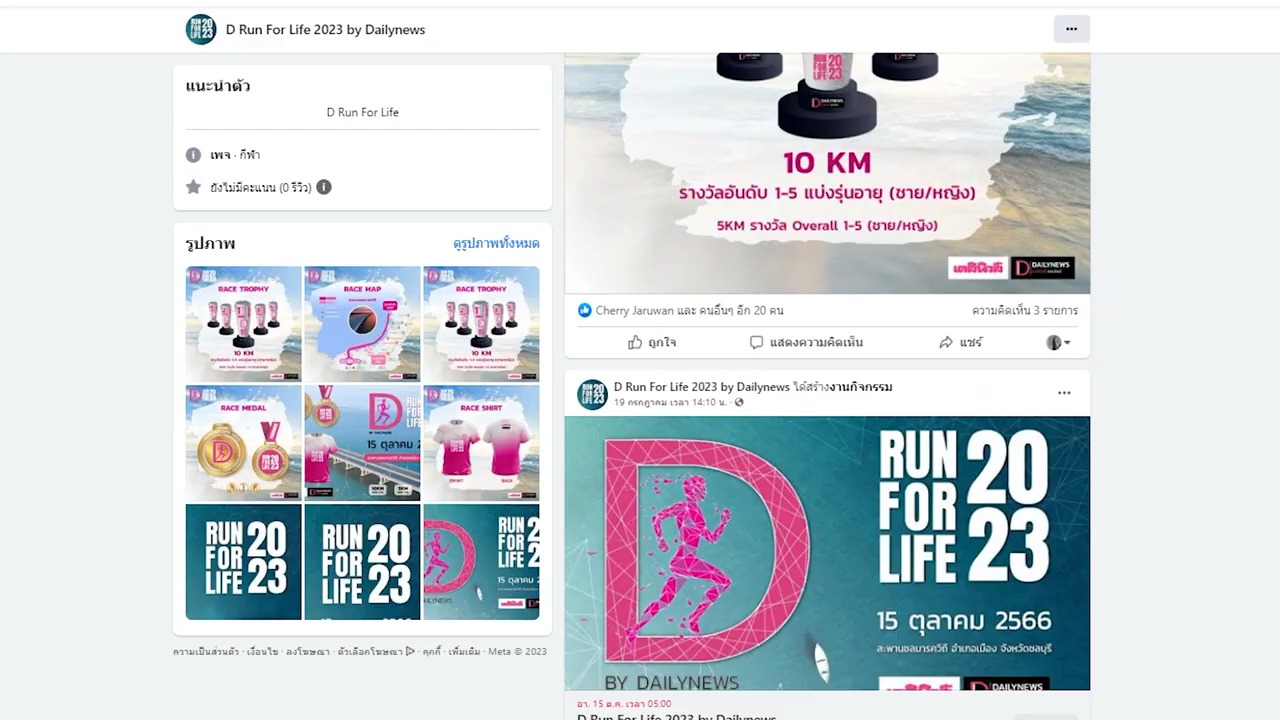 D Run For Life 2023 by Dailynews
แนะนำตัว
D Run For Life
เพจ · กีฬา
ยังไม่มีคะแนน (0 รีวิว)
รูปภาพ
ดูรูปภาพทั้งหมด
RACE TROPHY
10 KM
RACE MAP
RACE TROPHY
10 KM
RACE MEDAL
15 ตุลาคม
RACE SHIRT
RUN FOR LIFE 2023
RUN FOR LIFE 2023
ความเป็นส่วนตัว · เงื่อนไข · ลงโฆษณา · ตัวเลือกโฆษณา · คุกกี้ · เพิ่มเติม · Meta © 2023
10 KM
รางวัลอันดับ 1-5 แบ่งรุ่นอายุ (ชาย/หญิง)
5KM รางวัล Overall 1-5 (ชาย/หญิง)
เดลินิวส์ DAILYNEWS
Cherry Jaruwan และ คนอื่นๆ อีก 20 คน
ความคิดเห็น 3 รายการ
ถูกใจ
แสดงความคิดเห็น
แชร์
D Run For Life 2023 by Dailynews ได้สร้างงานกิจกรรม
19 กรกฎาคม เวลา 14:10 น. ·
RUN FOR LIFE 2023
15 ตุลาคม 2566
สะพานชลมารควิถี อำเภอเมือง จังหวัดชลบุรี
D
BY DAILYNEWS
เดลินิวส์ DAILYNEWS
อา. 15 ต.ค. เวลา 05:00
D Run For Life 2023 by Dailynews